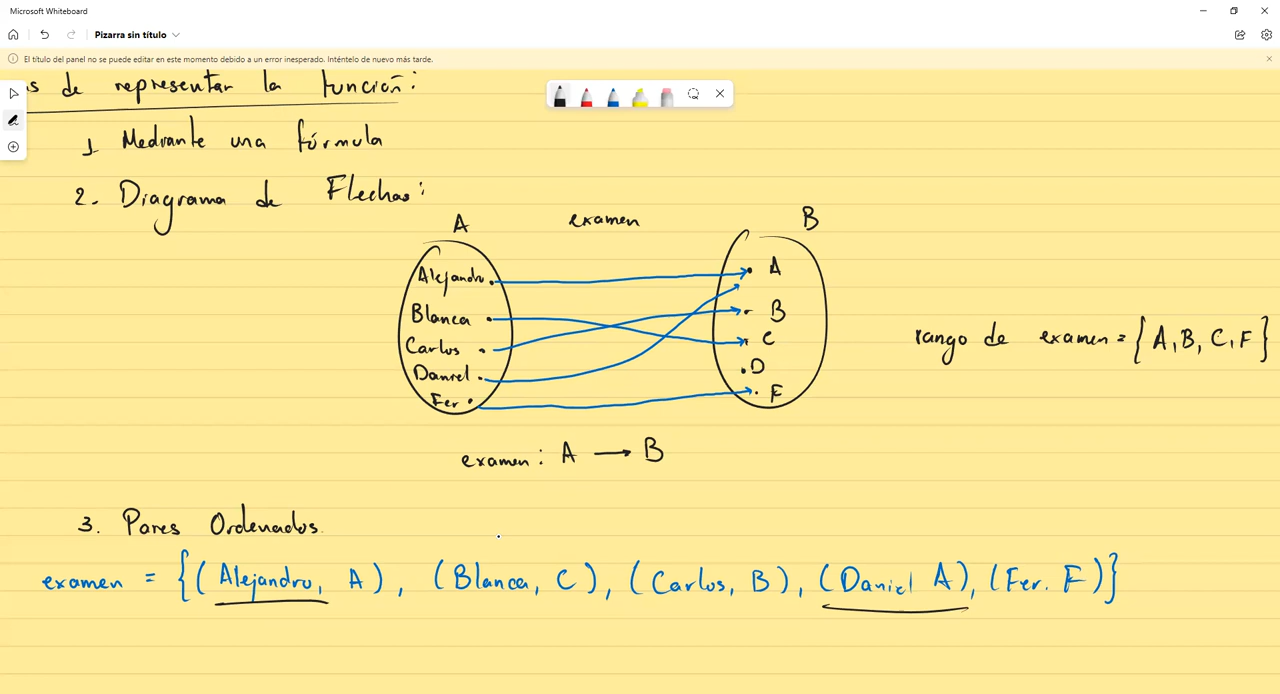 Microsoft Whiteboard
Pizarra sin título
El título del panel no se puede editar en este momento debido a un error inesperado. Inténtelo de nuevo más tarde.
s de representar la función:
1 Mediante una fórmula
2. Diagrama de Flechas:
A examen B
Alejandro A
Blanca B
Carlos C
Daniel D
Fer F
rango de examen = {A, B, C, F}
examen: A → B
3. Pares Ordenados.
examen = {(Alejandro, A), (Blanca, C), (Carlos, B), (Daniel A), (Fer. F)}